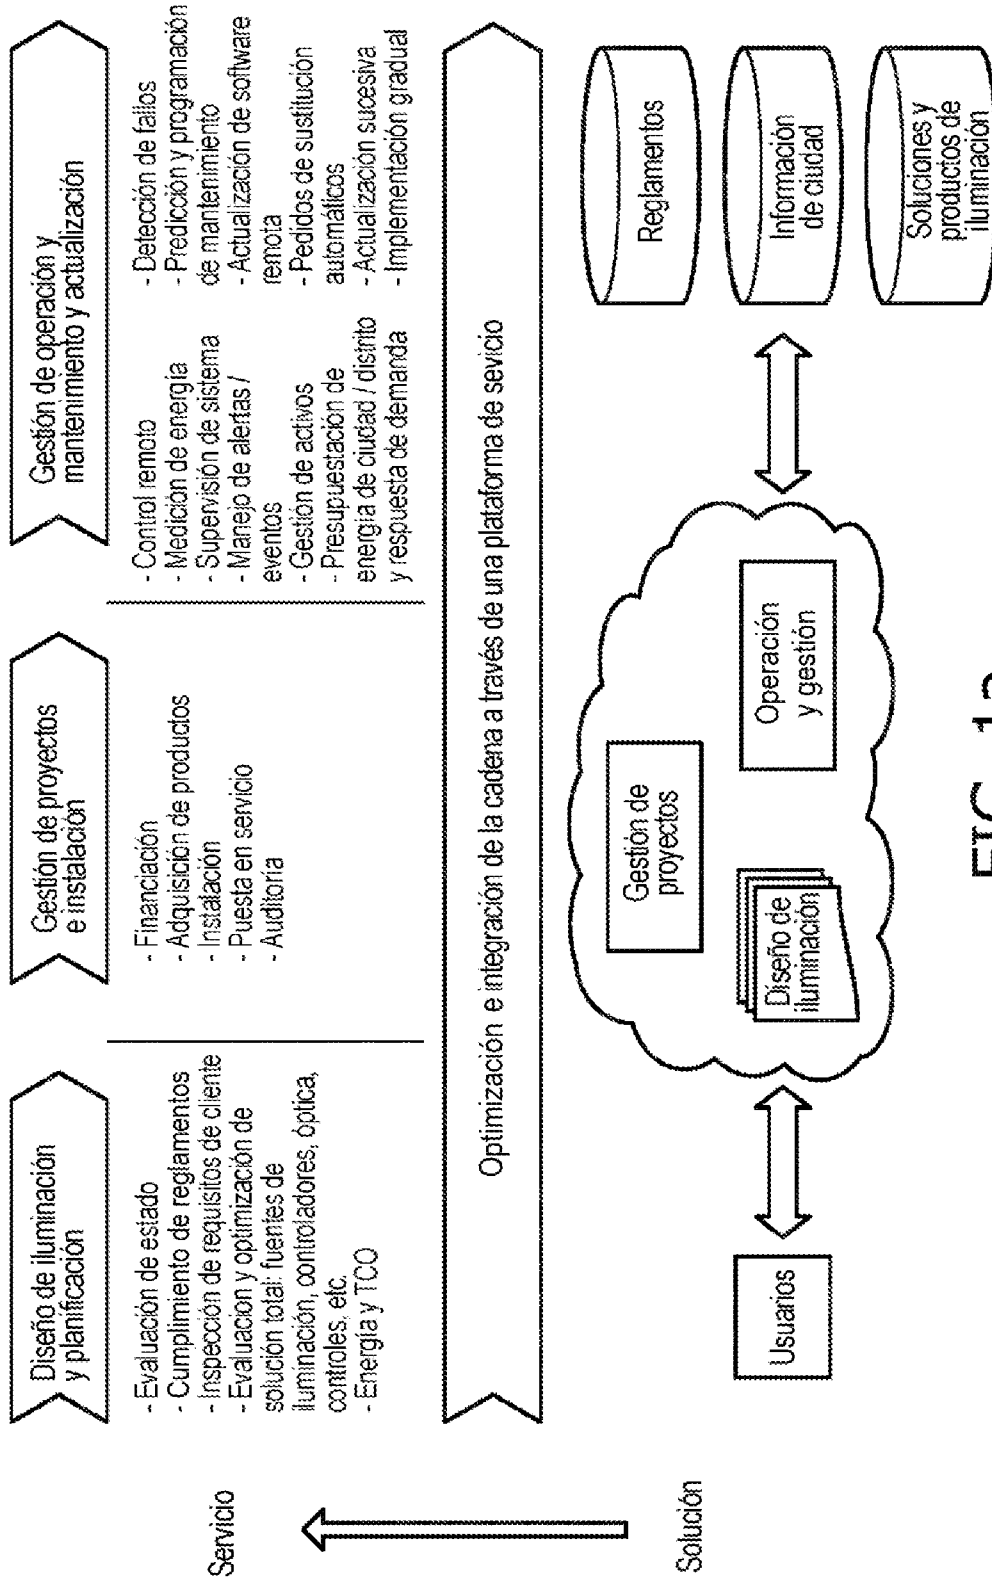 Servicio
Solución
Diseño de iluminación
y planificación
- Evaluación de estado
- Cumplimiento de reglamentos
- Inspección de requisitos de cliente
- Evaluación y optimización de
solución total: fuentes de
iluminación, controladores, óptica,
controles, etc.
- Energía y TCO
Gestión de proyectos
e instalación
- Financiación
- Adquisición de productos
- Instalación
- Puesta en servicio
- Auditoría
Gestión de operación y
mantenimiento y actualización
- Control remoto
- Medición de energía
- Supervisión de sistema
- Manejo de alertas /
eventos
- Gestión de activos
- Presupuestación de
energía de ciudad / distrito
y respuesta de demanda
- Detección de fallos
- Predicción y programación
de mantenimiento
- Actualización de software
remota
- Pedidos de sustitución
automáticos
- Actualización sucesiva
- Implementación gradual
Optimización e integración de la cadena a través de una plataforma de sevicio
Usuarios
Gestión de
proyectos
Diseño de
iluminación
Operación
y gestión
Reglamentos
Información
de ciudad
Soluciones y
productos de
iluminación
FIG. 1a